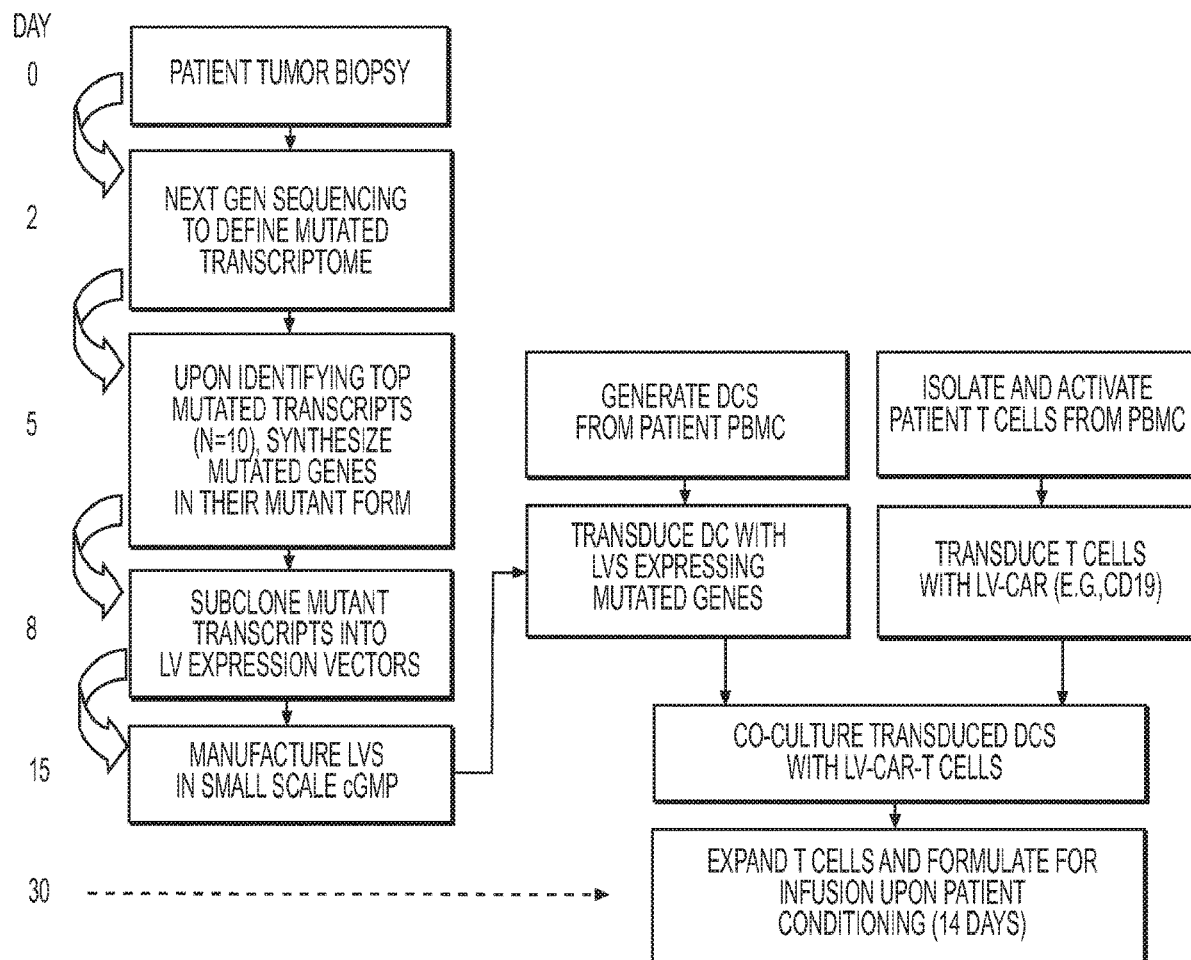 DAY
0
PATIENT TUMOR BIOPSY
2
NEXT GEN SEQUENCING
TO DEFINE MUTATED
TRANSCRIPTOME
5
UPON IDENTIFYING TOP
MUTATED TRANSCRIPTS
(N=10), SYNTHESIZE
MUTATED GENES
IN THEIR MUTANT FORM
8
SUBCLONE MUTANT
TRANSCRIPTS INTO
LV EXPRESSION VECTORS
15
MANUFACTURE LVS
IN SMALL SCALE cGMP
GENERATE DCS
FROM PATIENT PBMC
TRANSDUCE DC WITH
LVS EXPRESSING
MUTATED GENES
ISOLATE AND ACTIVATE
PATIENT T CELLS FROM PBMC
TRANSDUCE T CELLS
WITH LV-CAR (E.G.,CD19)
CO-CULTURE TRANSDUCED DCS
WITH LV-CAR-T CELLS
30
EXPAND T CELLS AND FORMULATE FOR
INFUSION UPON PATIENT
CONDITIONING (14 DAYS)